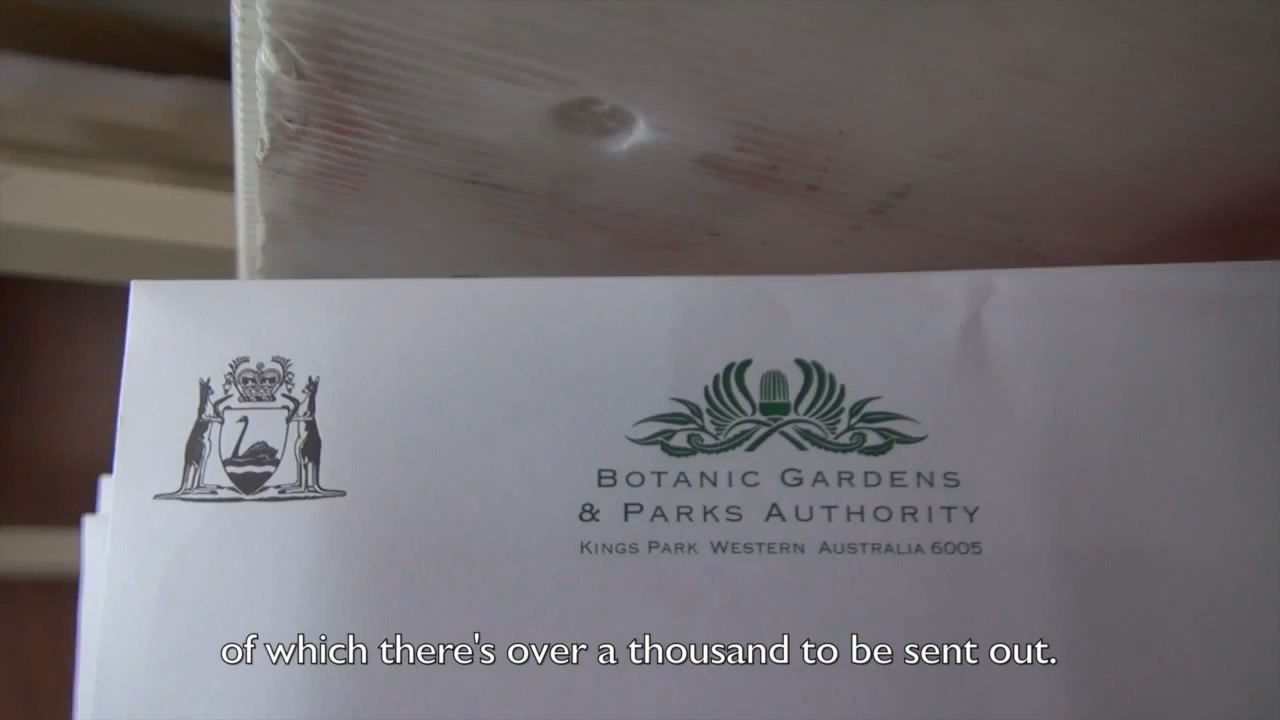 BOTANIC GARDENS
& PARKS AUTHORITY
KINGS PARK WESTERN AUSTRALIA 6005
of which there's over a thousand to be sent out.